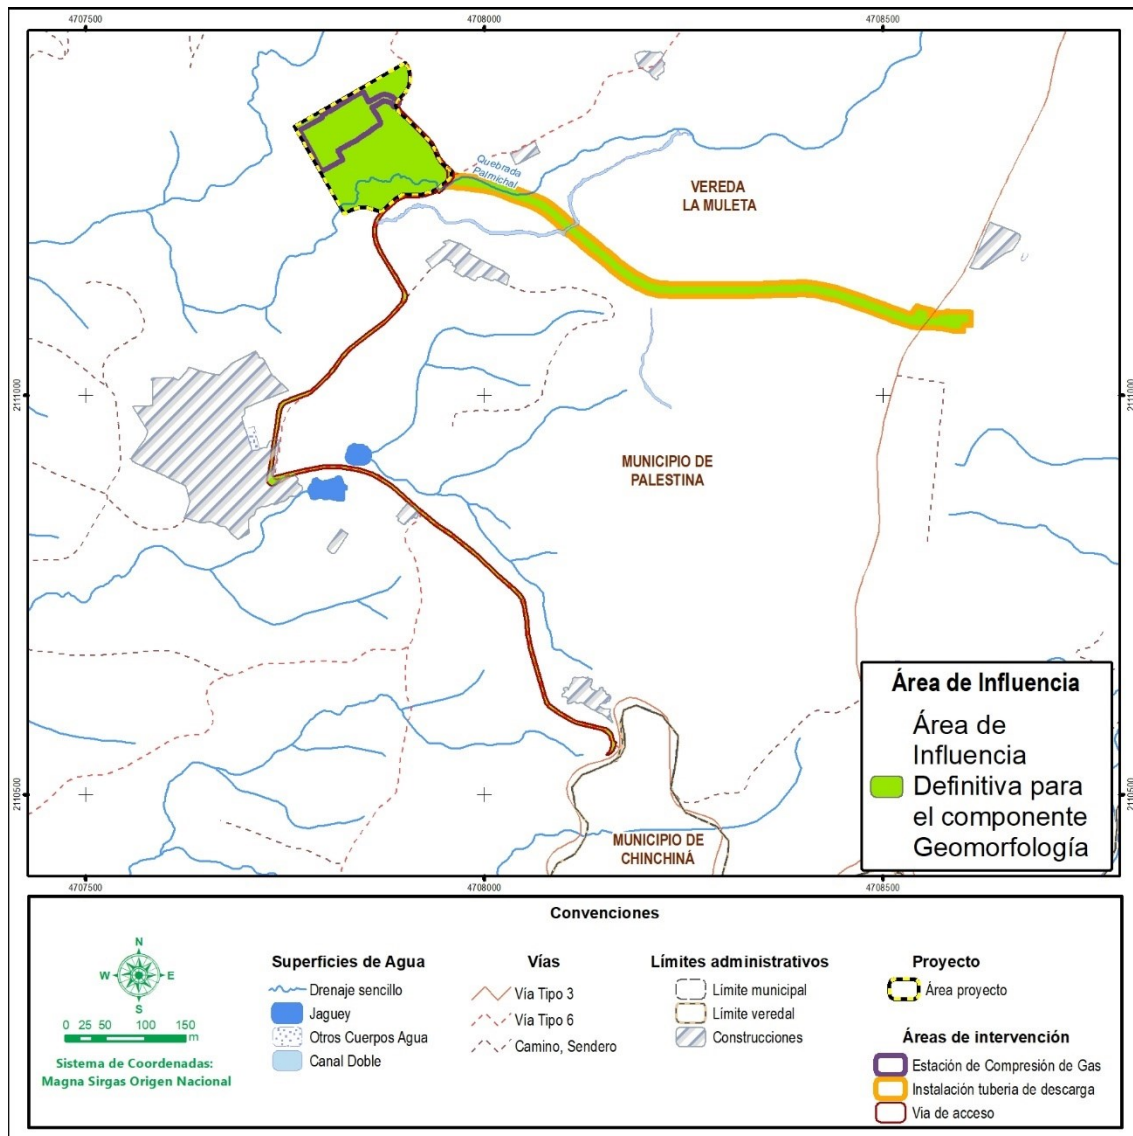 4707500
4708000
4708500
Quebrada
Palmichal
VEREDA
LA MULETA
2111000
2111000
MUNICIPIO DE
PALESTINA
Área de Influencia
Área de
Influencia
Definitiva para
el componente
Geomorfología
2110500
2110500
MUNICIPIO DE
CHINCHINÁ
4707500
4708000
4708500
Convenciones
N
W
E
S
0 25 50 100 150
m
Sistema de Coordenadas:
Magna Sirgas Origen Nacional
Superficies de Agua
Drenaje sencillo
Jaguey
Otros Cuerpos Agua
Canal Doble
Vías
Vía Tipo 3
Vía Tipo 6
Camino, Sendero
Límites administrativos
Límite municipal
Límite veredal
Construcciones
Proyecto
Área proyecto
Áreas de intervención
Estación de Compresión de Gas
Instalación tuberia de descarga
Via de acceso